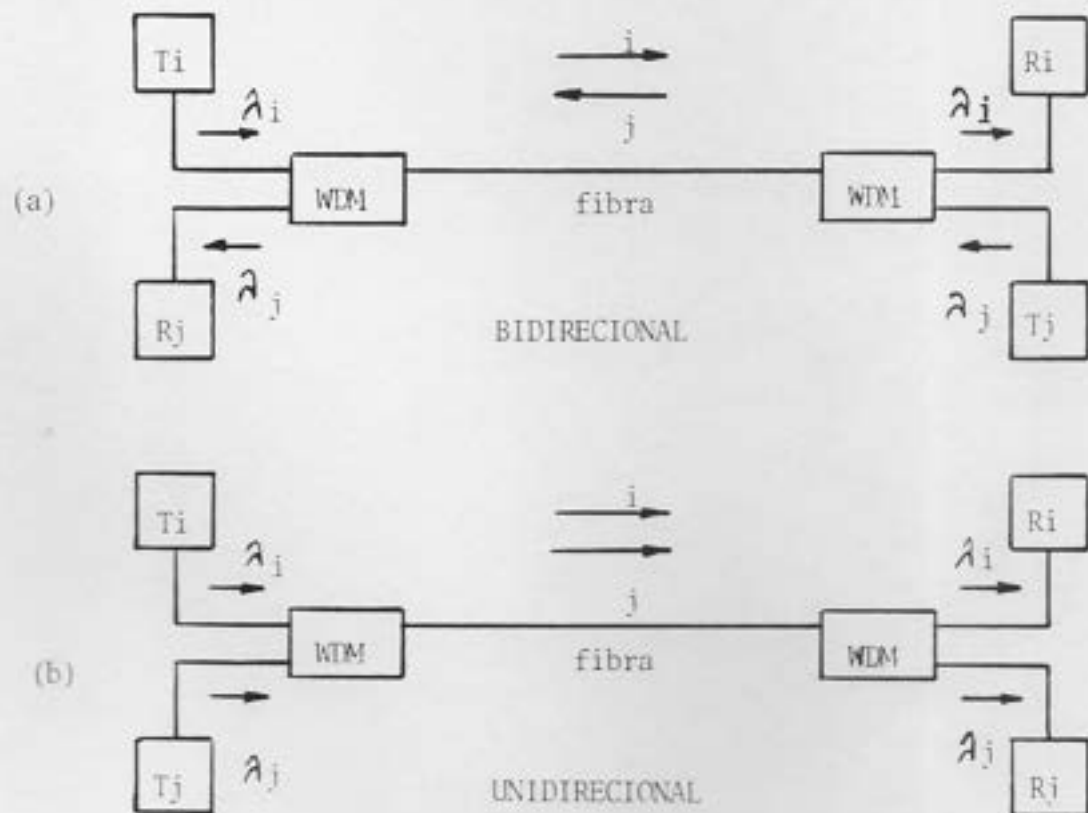 Ti i Ri
λi λi
j
(a) WDM fibra WDM
λj λj
Rj BIDIRECIONAL Tj
Ti i Ri
λi λi
j
WDM fibra WDM
(b)
λj λj
Tj UNIDIRECIONAL Rj